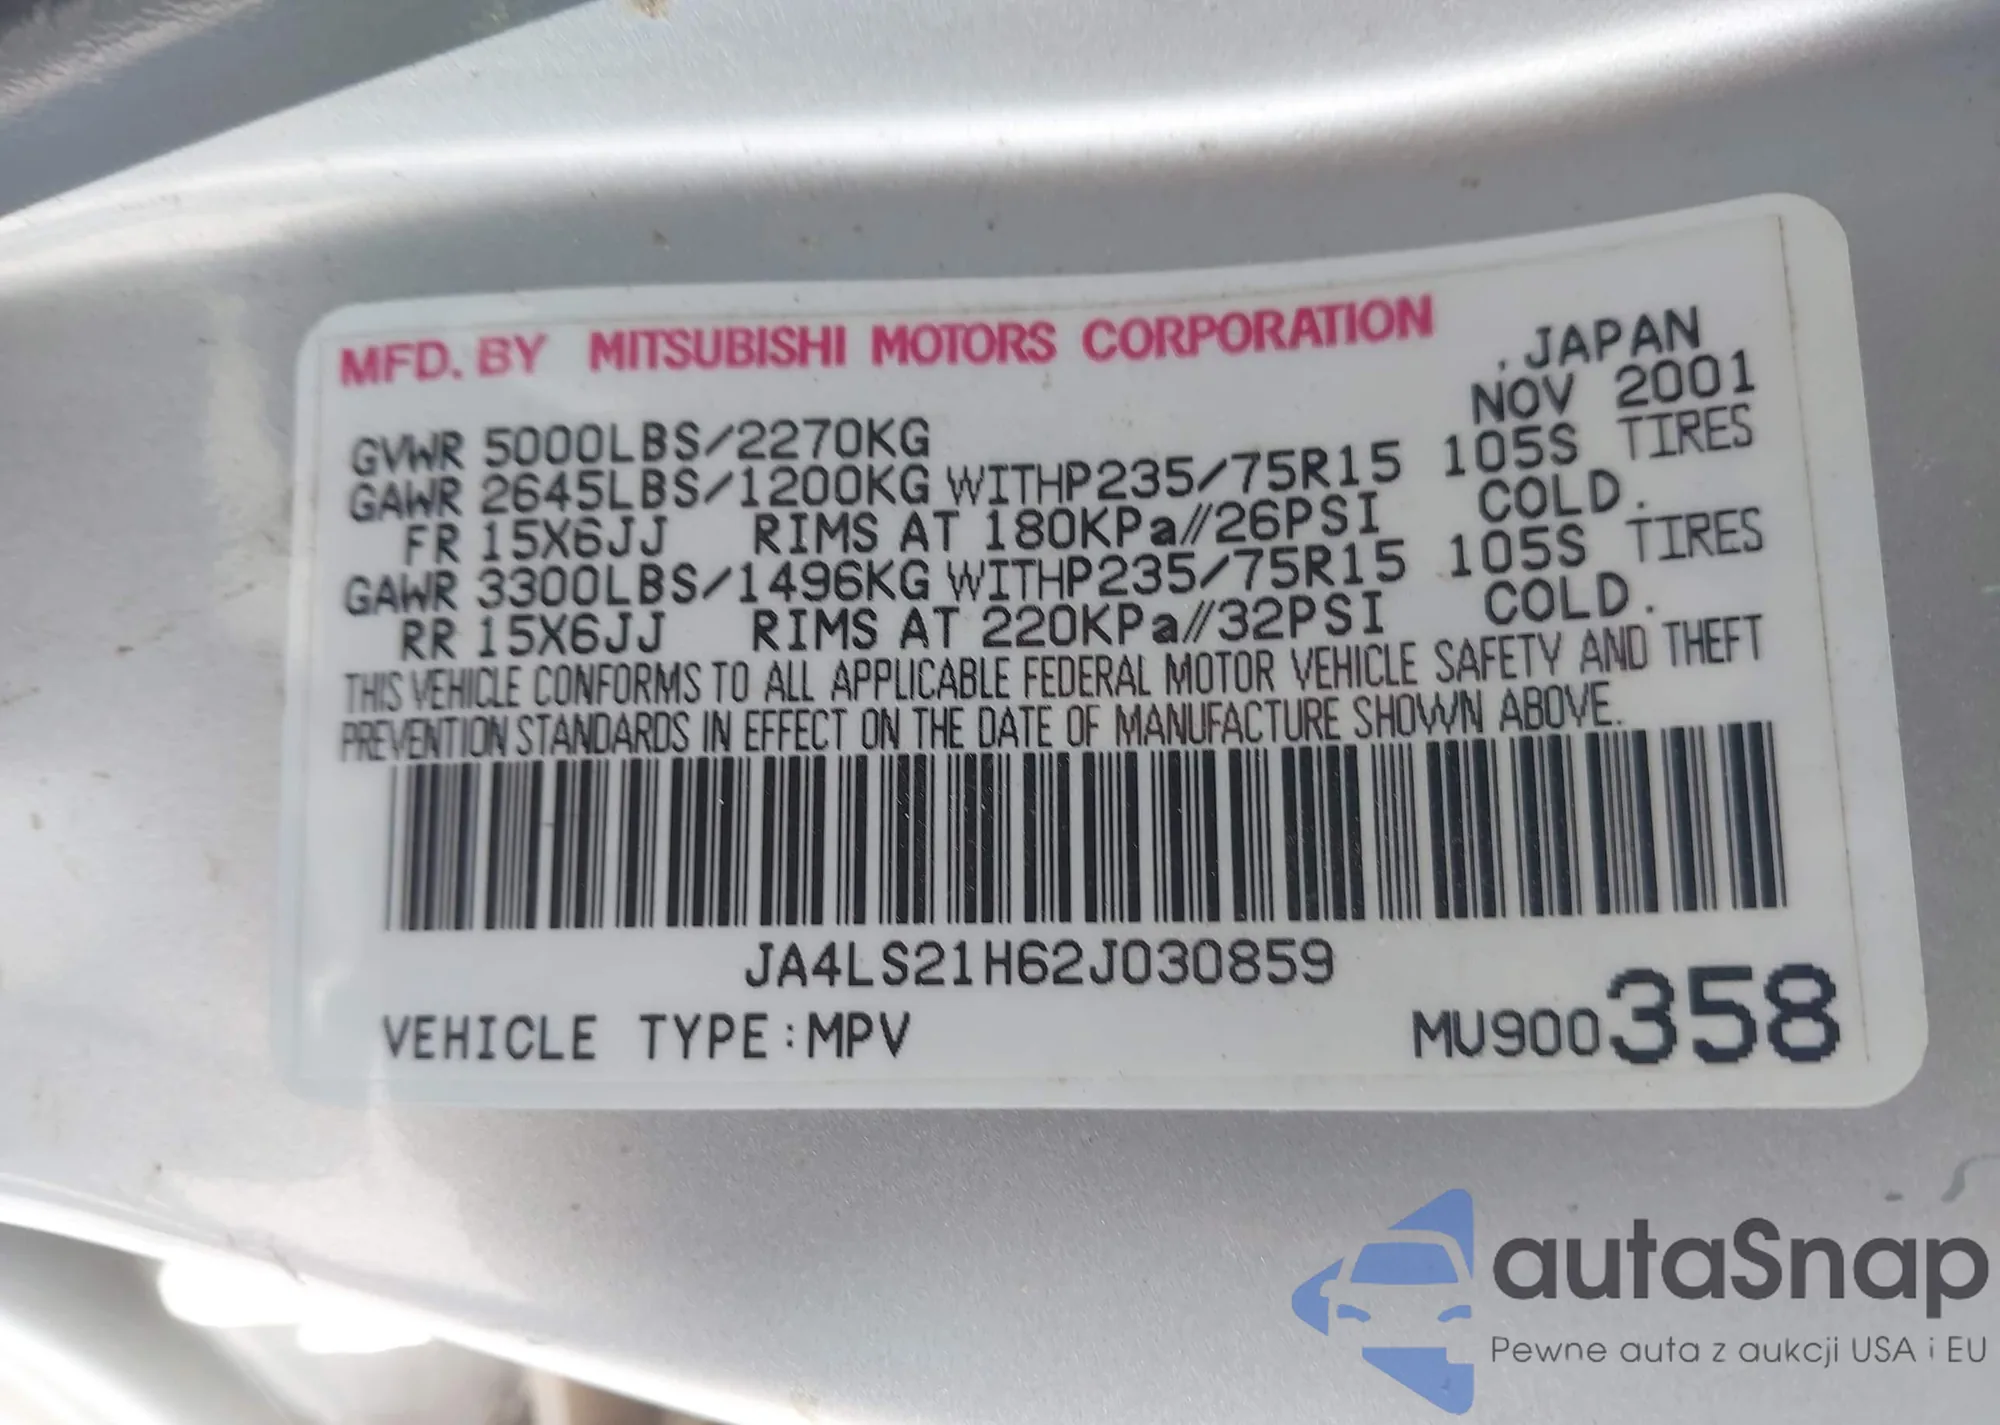 MFD. BY MITSUBISHI MOTORS CORPORATION
. JAPAN
NOV 2001
GVWR 5000LBS/2270KG
GAWR 2645LBS/1200KG WITHP235/75R15 105S TIRES
FR 15X6JJ RIMS AT 180KPa//26PSI COLD.
GAWR 3300LBS/1496KG WITHP235/75R15 105S TIRES
RR 15X6JJ RIMS AT 220KPa//32PSI COLD.
THIS VEHICLE CONFORMS TO ALL APPLICABLE FEDERAL MOTOR VEHICLE SAFETY AND THEFT
PREVENTION STANDARDS IN EFFECT ON THE DATE OF MANUFACTURE SHOWN ABOVE.
JA4LS21H62J030859
VEHICLE TYPE:MPV MU900358
autaSnap
Pewne auta z aukcji USA i EU